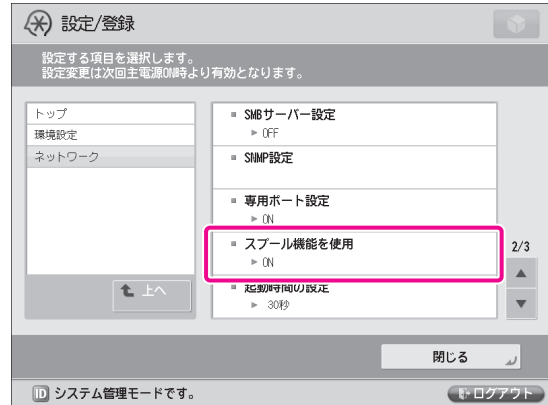 設定/登録
設定する項目を選択します。
設定変更は次回主電源ON時より有効となります。
トップ
環境設定
ネットワーク
上へ
SMBサーバー設定
OFF
SNMP設定
専用ポート設定
ON
スプール機能を使用
ON
起動時間の設定
30秒
2/3
閉じる
ID システム管理モードです。
ログアウト